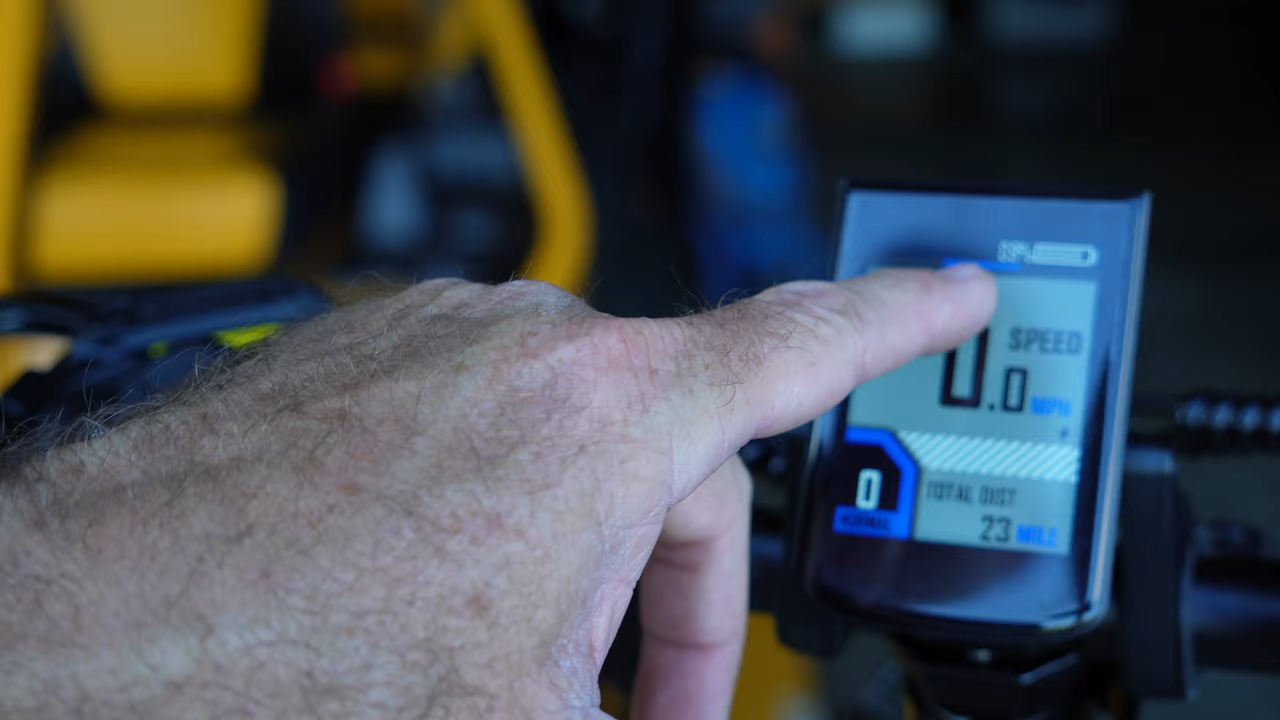 SPEED
0.0 MPH
0
NORMAL
TOTAL DIST
23 MILE